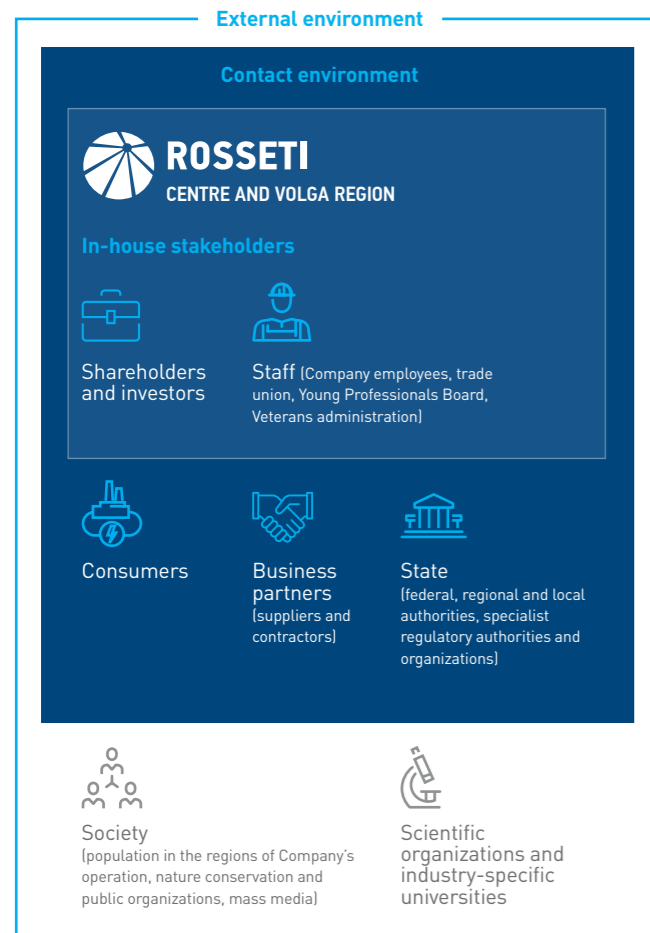 External environment
Contact environment
ROSSETI
CENTRE AND VOLGA REGION
In-house stakeholders
Shareholders
and investors
Staff (Company employees, trade
union, Young Professionals Board,
Veterans administration)
Consumers
Business
partners
(suppliers and
contractors)
State
(federal, regional and local
authorities, specialist
regulatory authorities and
organizations)
Society
(population in the regions of Company's
operation, nature conservation and
public organizations, mass media)
Scientific
organizations and
industry-specific
universities